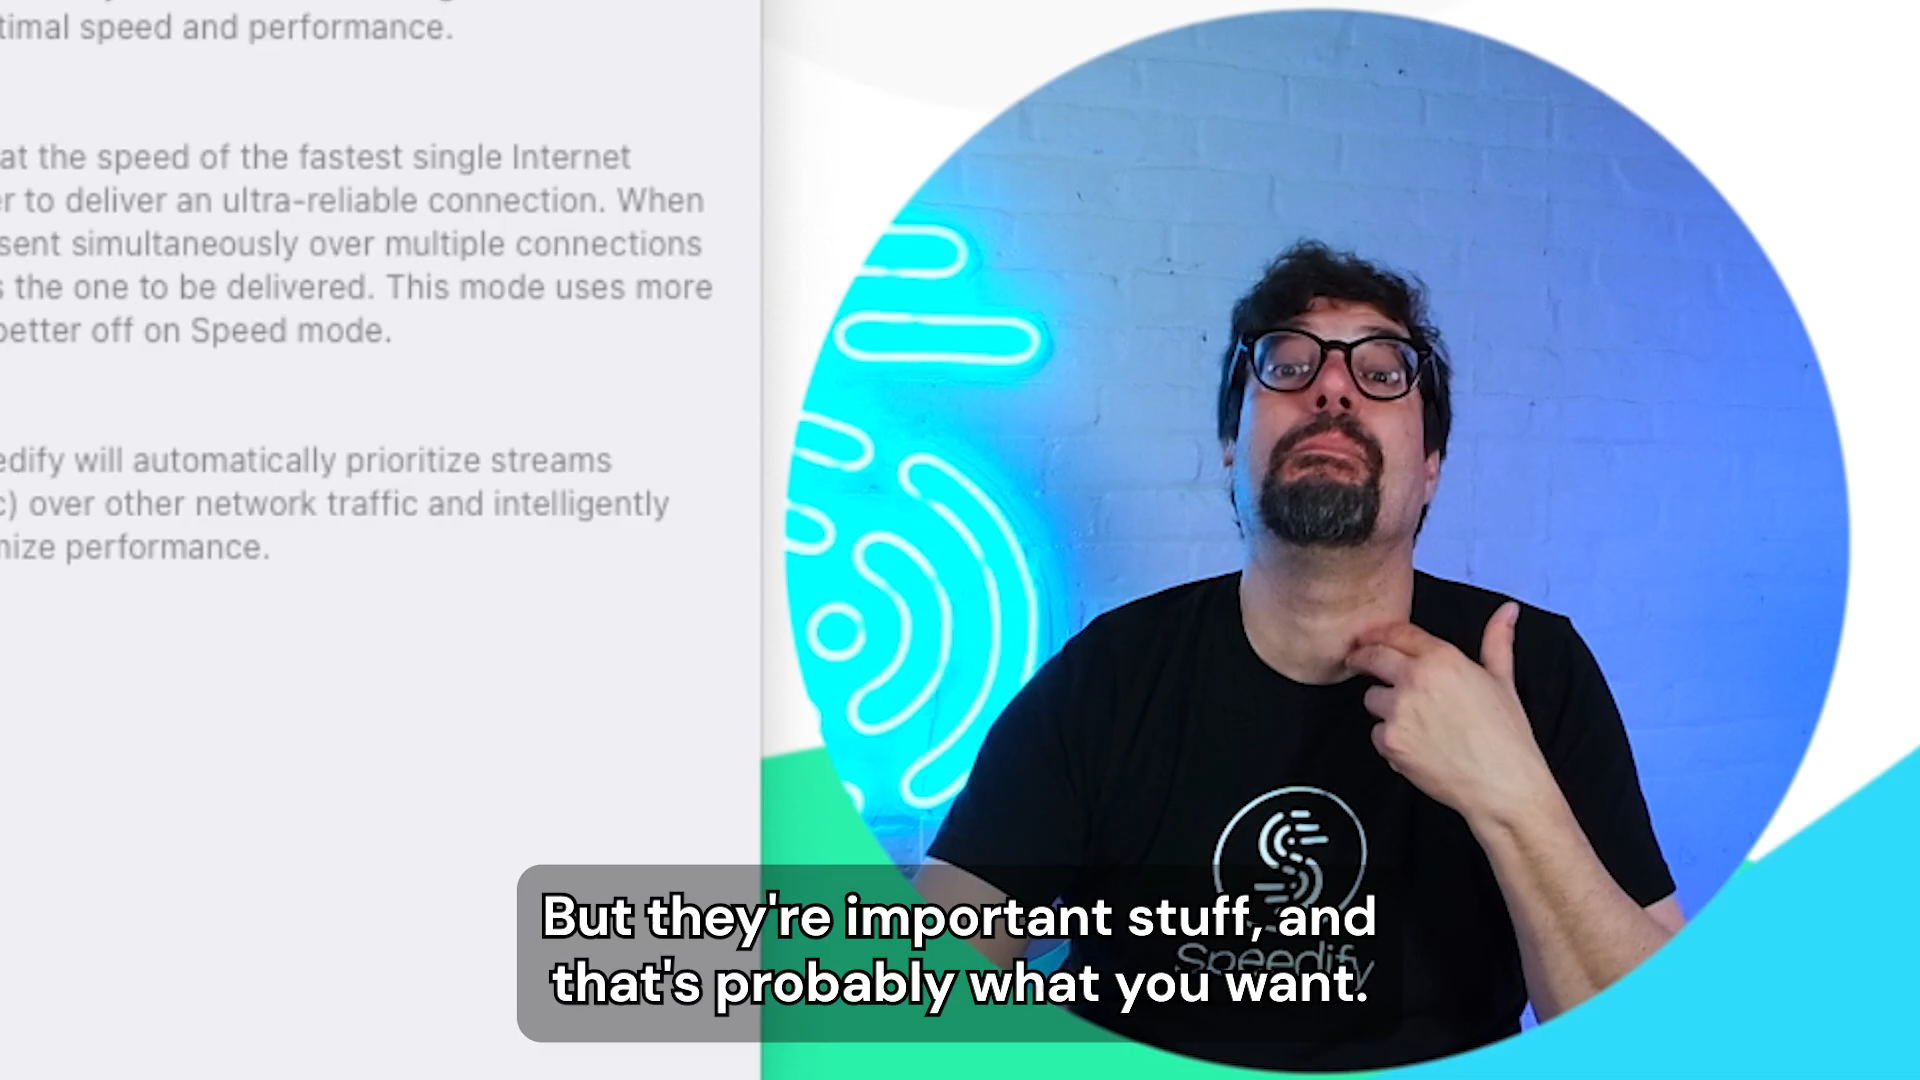 timal speed and performance.
at the speed of the fastest single Internet
er to deliver an ultra-reliable connection. When
sent simultaneously over multiple connections
s the one to be delivered. This mode uses more
better off on Speed mode.
edify will automatically prioritize streams
c) over other network traffic and intelligently
mize performance.
Speedify
But they're important stuff, and
that's probably what you want.